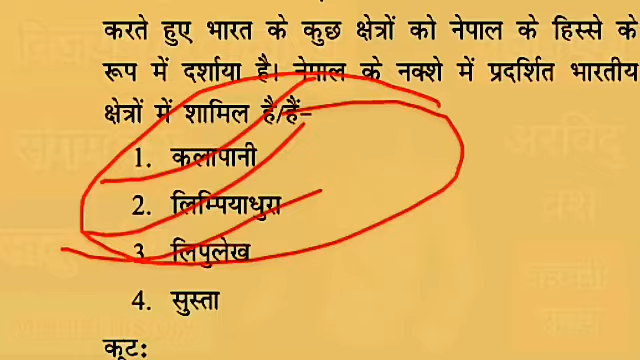 करते हुए भारत के कुछ क्षेत्रों को नेपाल के हिस्से के
रूप में दर्शाया है। नेपाल के नक्शे में प्रदर्शित भारतीय
क्षेत्रों में शामिल है/हैं-
1. कलापानी
2. लिम्पियाधुरा
3. लिपुलेख
4. सुस्ता
कूट: